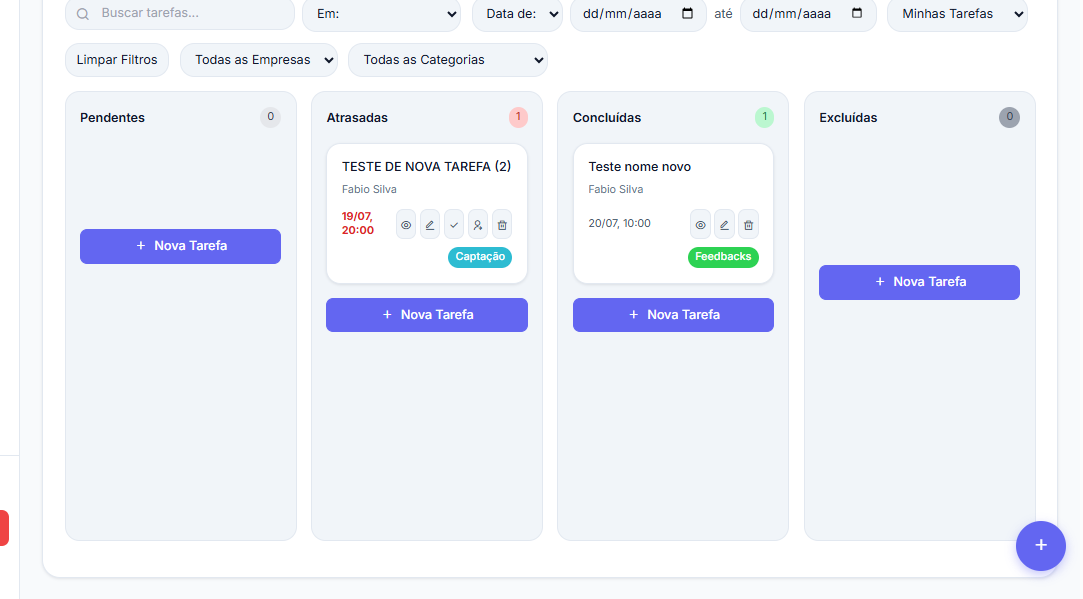 Buscar tarefas...
Em:
Data de:
dd/mm/aaaa
até
dd/mm/aaaa
Minhas Tarefas
Limpar Filtros
Todas as Empresas
Todas as Categorias
Pendentes
0
+ Nova Tarefa
Atrasadas
1
TESTE DE NOVA TAREFA (2)
Fabio Silva
19/07,
20:00
Captação
+ Nova Tarefa
Concluídas
1
Teste nome novo
Fabio Silva
20/07, 10:00
Feedbacks
+ Nova Tarefa
Excluídas
0
+ Nova Tarefa
+